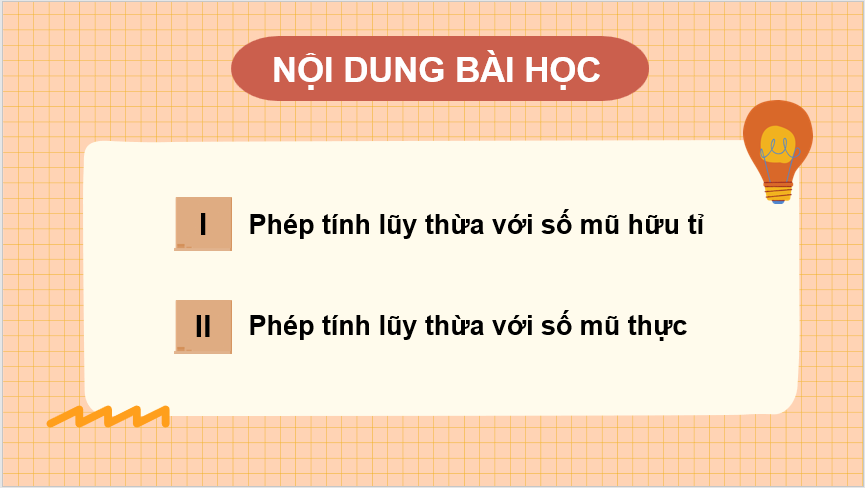 NỘI DUNG BÀI HỌC
I Phép tính lũy thừa với số mũ hữu tỉ
II Phép tính lũy thừa với số mũ thực